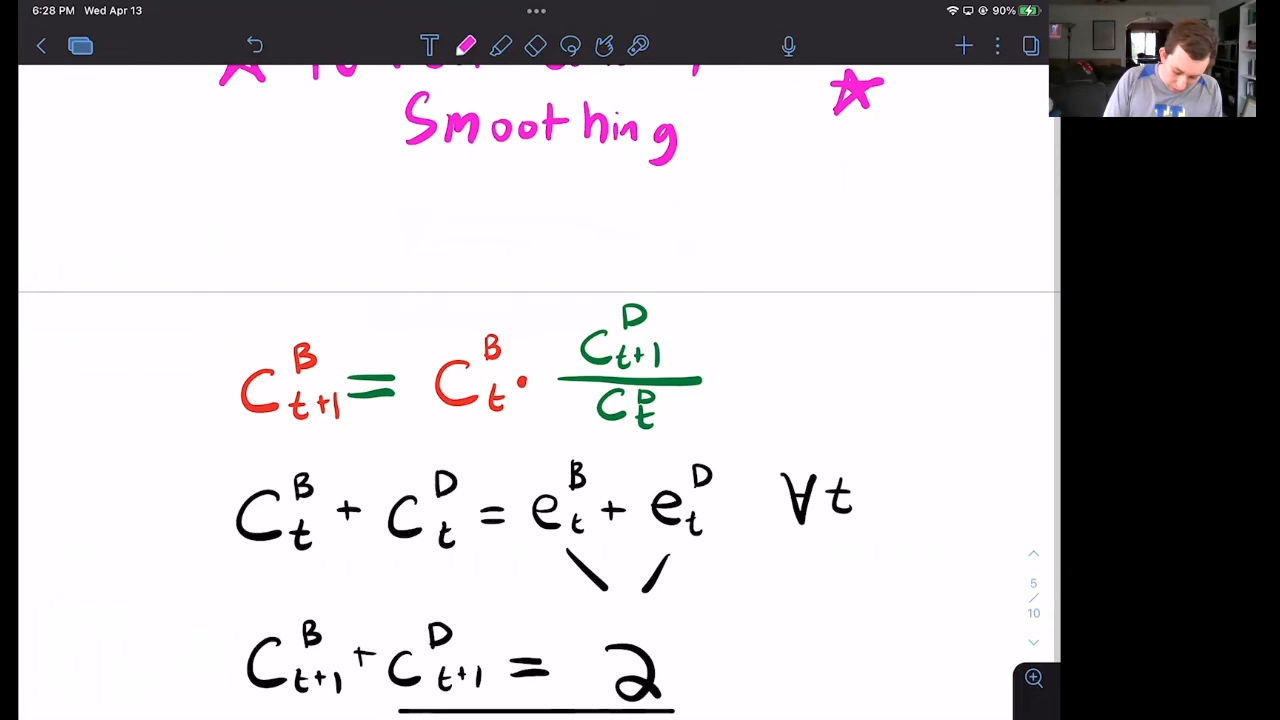 6:28 PM Wed Apr 13 90%
Smoothing
C^B_{t+1} = C^B_t · C^D_{t+1} / C^D_t
C^B_t + C^D_t = e^B_t + e^D_t ∀t
5
/
10
C^B_{t+1} + C^D_{t+1} = 2